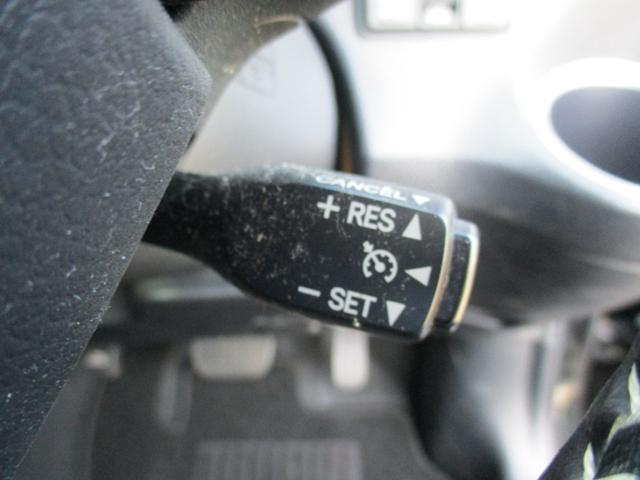 CANCEL ▼
+ RES ▲
◀
− SET ▼